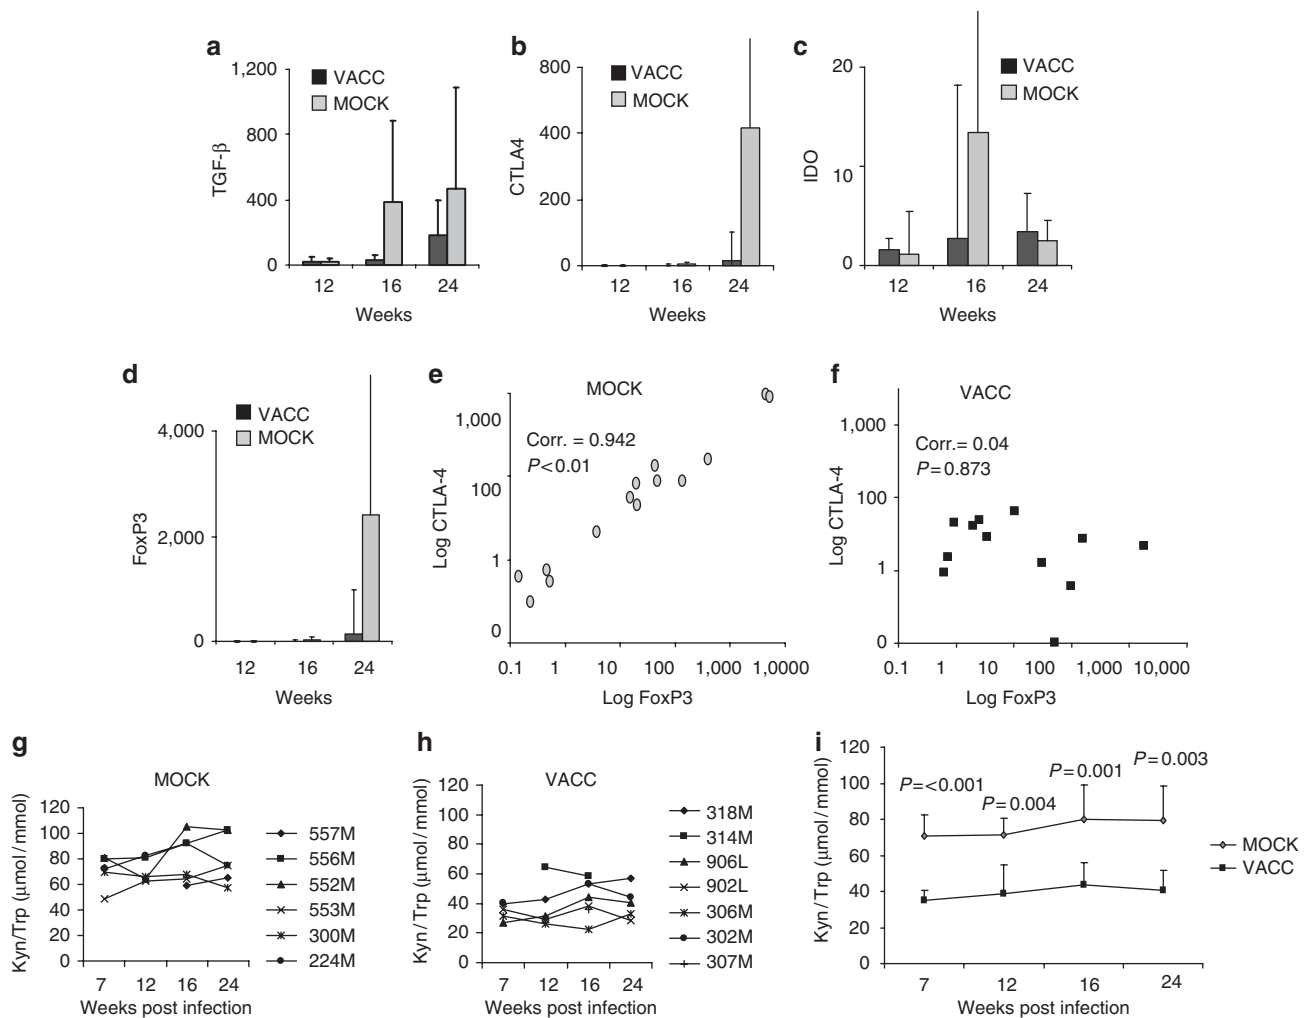 a
1,200
800
400
0
TGF-β
VACC
MOCK
12 16 24
Weeks
b
800
400
200
0
CTLA4
VACC
MOCK
12 16 24
Weeks
c
20
10
0
IDO
VACC
MOCK
12 16 24
Weeks
d
4,000
2,000
0
FoxP3
VACC
MOCK
12 16 24
Weeks
e
MOCK
Corr. = 0.942
P<0.01
1,000
100
1
0
Log CTLA-4
0.1 1 10 100 1,000 1,0000
Log FoxP3
f
VACC
Corr.= 0.04
P=0.873
1,000
100
1
0
Log CTLA-4
0.1 1 10 100 1,000 10,000
Log FoxP3
g
MOCK
120
100
80
60
40
20
0
Kyn/Trp (μmol/mmol)
7 12 16 24
Weeks post infection
557M
556M
552M
553M
300M
224M
h
VACC
120
100
80
60
40
20
0
Kyn/Trp (μmol/mmol)
7 12 16 24
Weeks post infection
318M
314M
906L
902L
306M
302M
307M
i
120
100
80
60
40
20
0
Kyn/Trp (μmol/mmol)
P=<0.001
P=0.004
P=0.001
P=0.003
7 12 16 24
Weeks post infection
MOCK
VACC